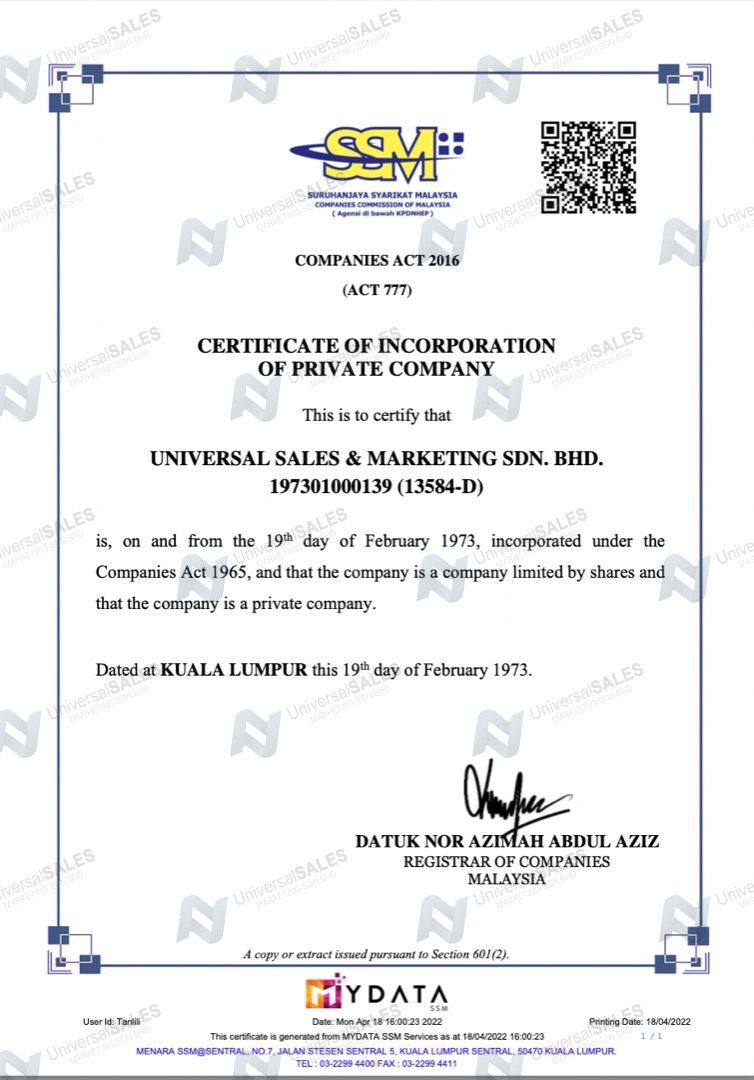 SSM
SURUHANJAYA SYARIKAT MALAYSIA
COMPANIES COMMISSION OF MALAYSIA
( Agensi di bawah KPDNHEP )
COMPANIES ACT 2016
(ACT 777)
CERTIFICATE OF INCORPORATION
OF PRIVATE COMPANY
This is to certify that
UNIVERSAL SALES & MARKETING SDN. BHD.
197301000139 (13584-D)
is, on and from the 19th day of February 1973, incorporated under the
Companies Act 1965, and that the company is a company limited by shares and
that the company is a private company.
Dated at KUALA LUMPUR this 19th day of February 1973.
DATUK NOR AZIMAH ABDUL AZIZ
REGISTRAR OF COMPANIES
MALAYSIA
A copy or extract issued pursuant to Section 601(2).
MYDATA
SSM
User Id: Tanlili Date: Mon Apr 18 16:00:23 2022 Printing Date: 18/04/2022
This certificate is generated from MYDATA SSM Services as at 18/04/2022 16:00:23 1 / 1
MENARA SSM@SENTRAL, NO.7, JALAN STESEN SENTRAL 5, KUALA LUMPUR SENTRAL, 50470 KUALA LUMPUR.
TEL : 03-2299 4400 FAX : 03-2299 4411
UniversalSALES
MARKETING SDN BHD